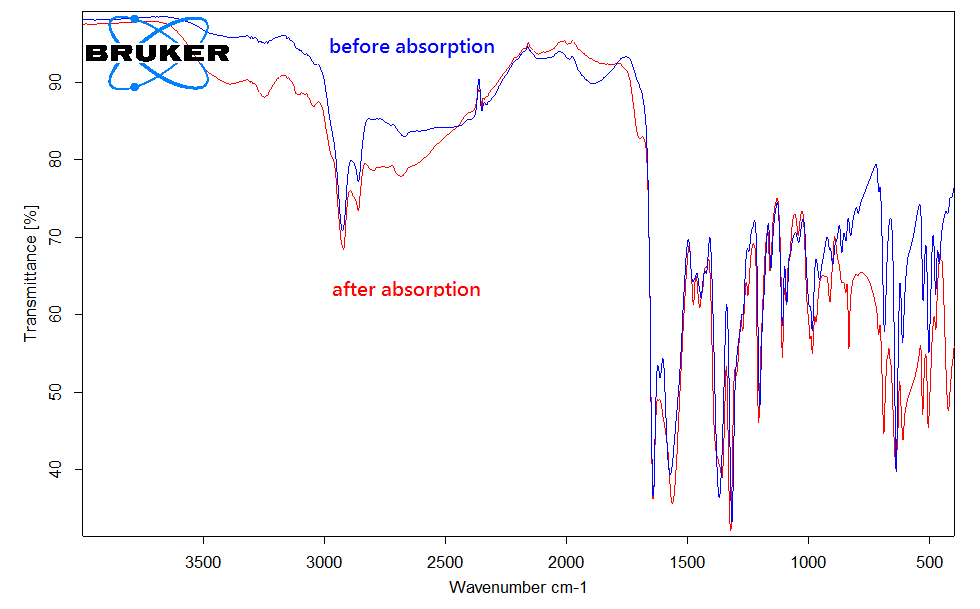 BRUKER
before absorption
after absorption
Transmittance [%]
90
80
70
60
50
40
3500 3000 2500 2000 1500 1000 500
Wavenumber cm-1